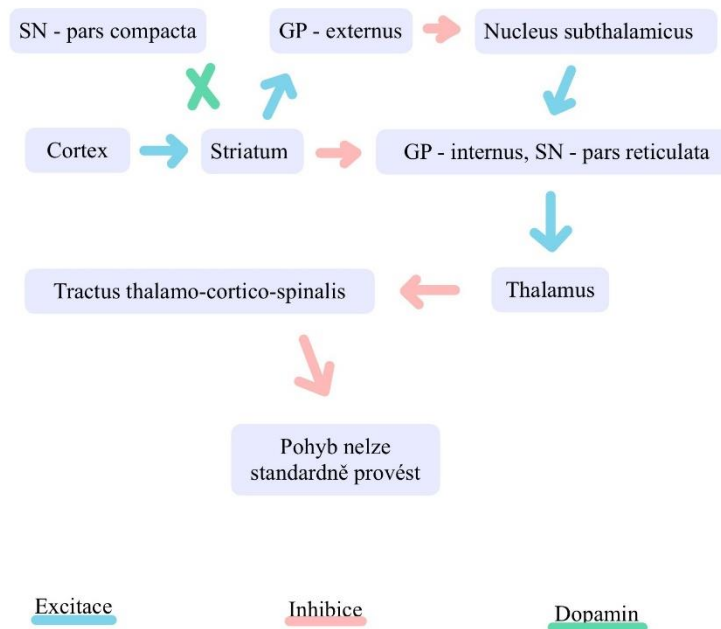 SN - pars compacta
GP - externus
Nucleus subthalamicus
Cortex
Striatum
GP - internus, SN - pars reticulata
Tractus thalamo-cortico-spinalis
Thalamus
Pohyb nelze
standardně provést
Excitace
Inhibice
Dopamin